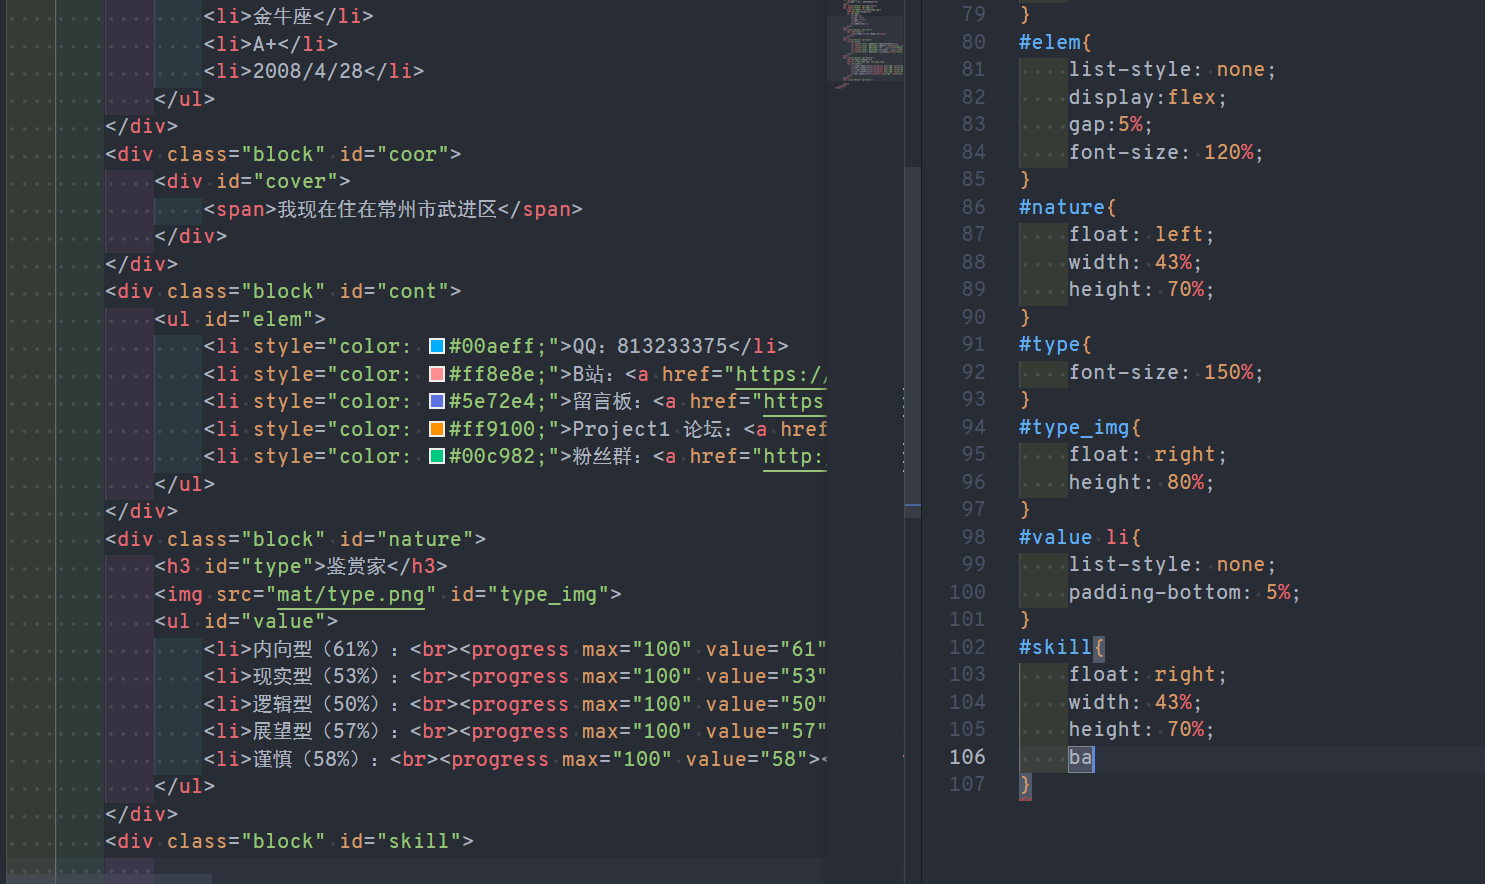 <li>金牛座</li>
<li>A+</li>
<li>2008/4/28</li>
</ul>
</div>
<div class="block" id="coor">
<div id="cover">
<span>我现在住在常州市武进区</span>
</div>
</div>
<div class="block" id="cont">
<ul id="elem">
<li style="color: #00aeff;">QQ：813233375</li>
<li style="color: #ff8e8e;">B站：<a href="https://
<li style="color: #5e72e4;">留言板：<a href="https
<li style="color: #ff9100;">Project1 论坛：<a href
<li style="color: #00c982;">粉丝群：<a href="http:
</ul>
</div>
<div class="block" id="nature">
<h3 id="type">鉴赏家</h3>
<img src="mat/type.png" id="type_img">
<ul id="value">
<li>内向型（61%）：<br><progress max="100" value="61"
<li>现实型（53%）：<br><progress max="100" value="53"
<li>逻辑型（50%）：<br><progress max="100" value="50"
<li>展望型（57%）：<br><progress max="100" value="57"
<li>谨慎（58%）：<br><progress max="100" value="58"><
</ul>
</div>
<div class="block" id="skill">
79 }
80 #elem{
81 list-style: none;
82 display:flex;
83 gap:5%;
84 font-size: 120%;
85 }
86 #nature{
87 float: left;
88 width: 43%;
89 height: 70%;
90 }
91 #type{
92 font-size: 150%;
93 }
94 #type_img{
95 float: right;
96 height: 80%;
97 }
98 #value li{
99 list-style: none;
100 padding-bottom: 5%;
101 }
102 #skill{
103 float: right;
104 width: 43%;
105 height: 70%;
106 ba
107 }